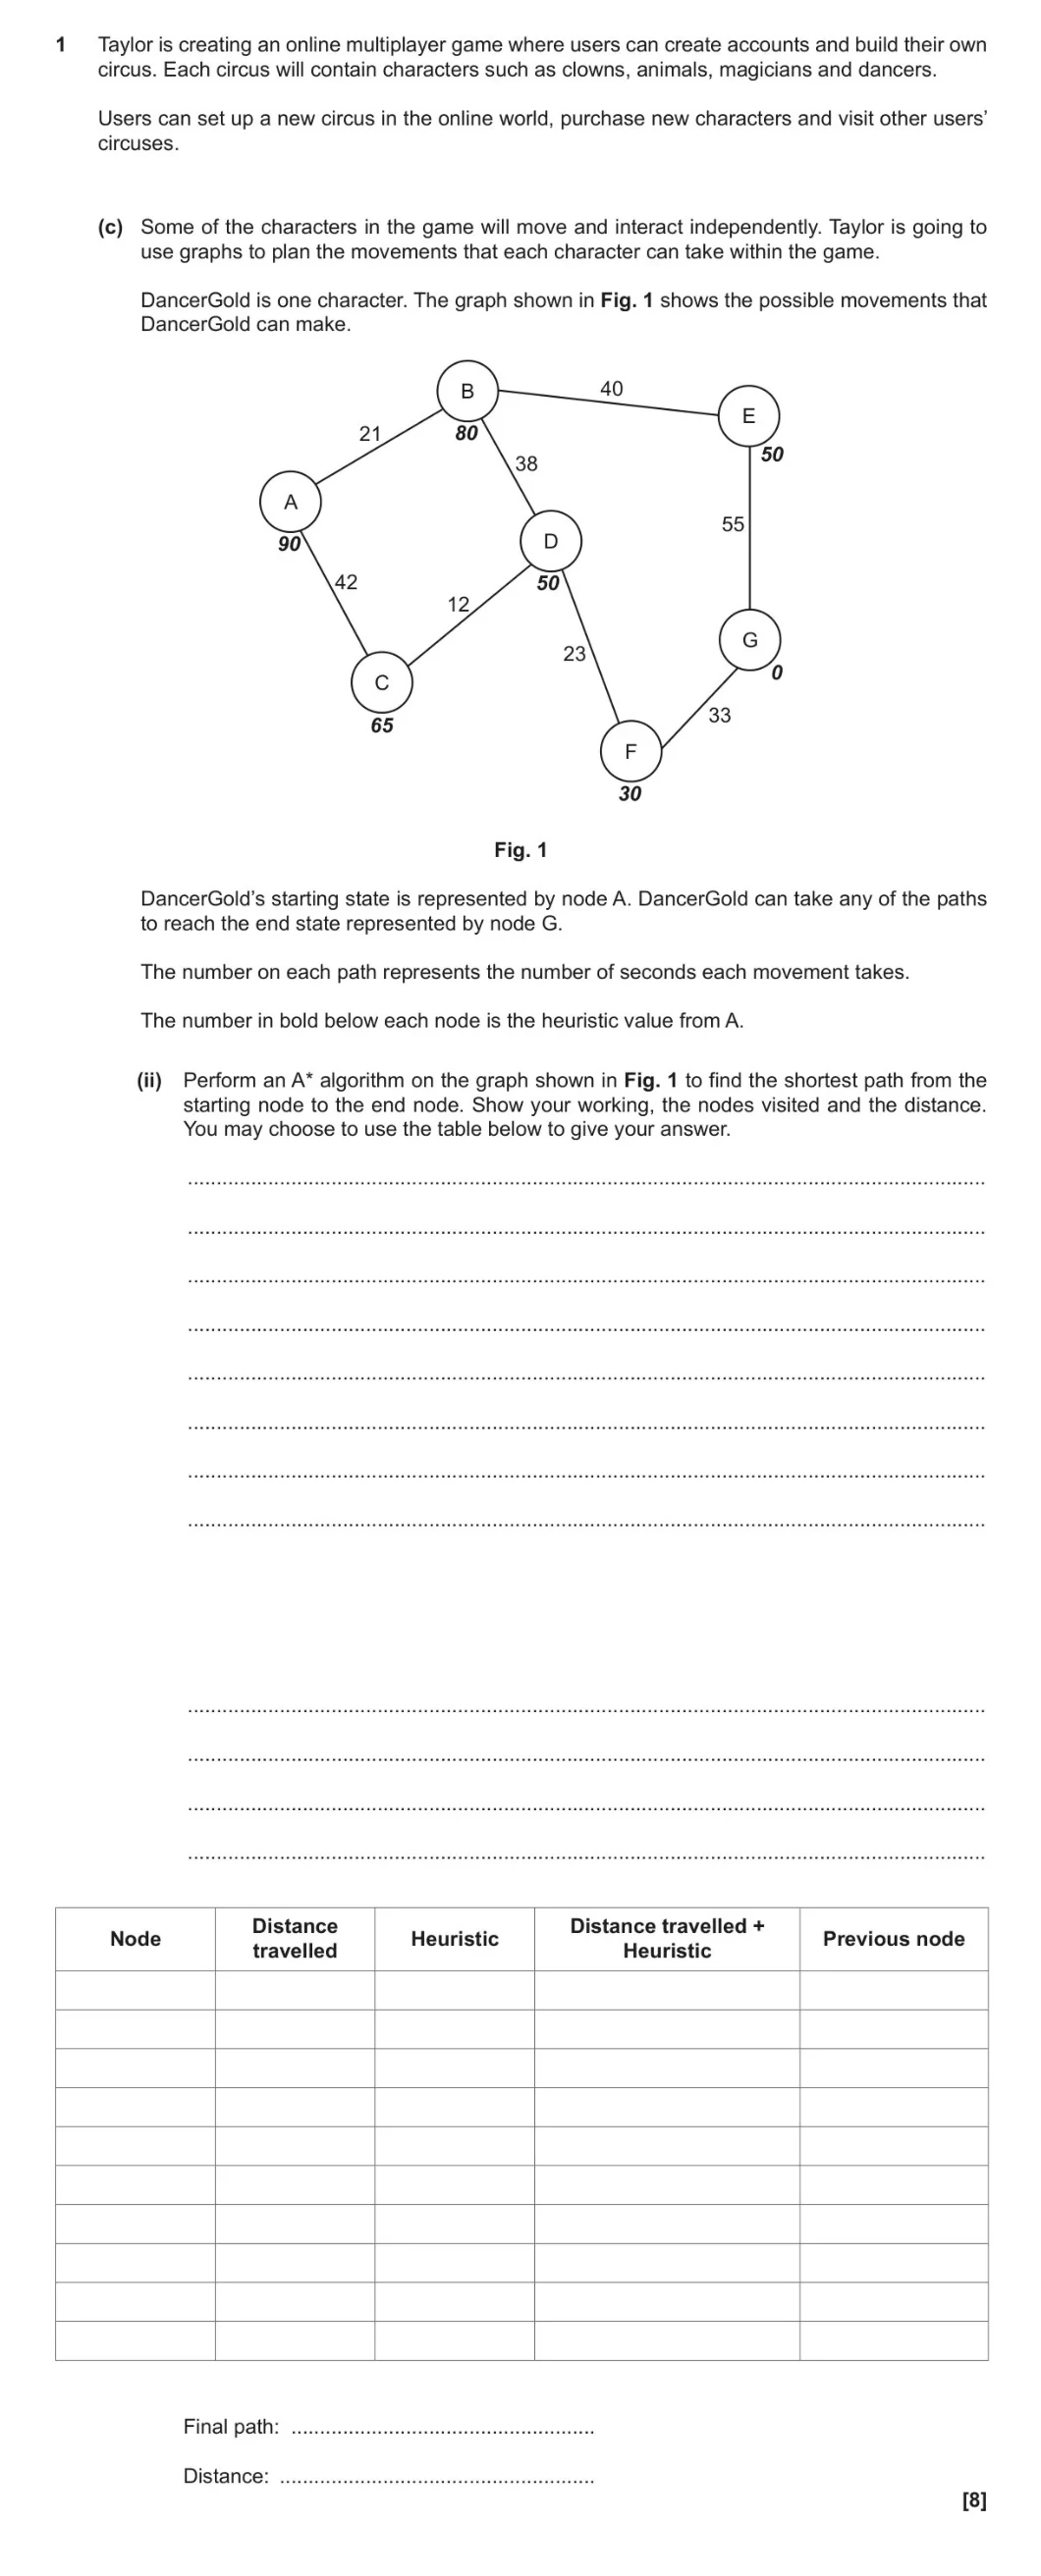 1 Taylor is creating an online multiplayer game where users can create accounts and build their own
circus. Each circus will contain characters such as clowns, animals, magicians and dancers.
Users can set up a new circus in the online world, purchase new characters and visit other users’
circuses.
(c) Some of the characters in the game will move and interact independently. Taylor is going to
use graphs to plan the movements that each character can take within the game.
DancerGold is one character. The graph shown in Fig. 1 shows the possible movements that
DancerGold can make.
B
40
E
21
80
50
38
A
D
55
90
42
50
12
G
23
0
C
33
65
F
30
Fig. 1
DancerGold’s starting state is represented by node A. DancerGold can take any of the paths
to reach the end state represented by node G.
The number on each path represents the number of seconds each movement takes.
The number in bold below each node is the heuristic value from A.
(ii) Perform an A* algorithm on the graph shown in Fig. 1 to find the shortest path from the
starting node to the end node. Show your working, the nodes visited and the distance.
You may choose to use the table below to give your answer.
Node Distance travelled Heuristic Distance travelled + Heuristic Previous node
Final path: ....................................................
Distance: ......................................................
[8]